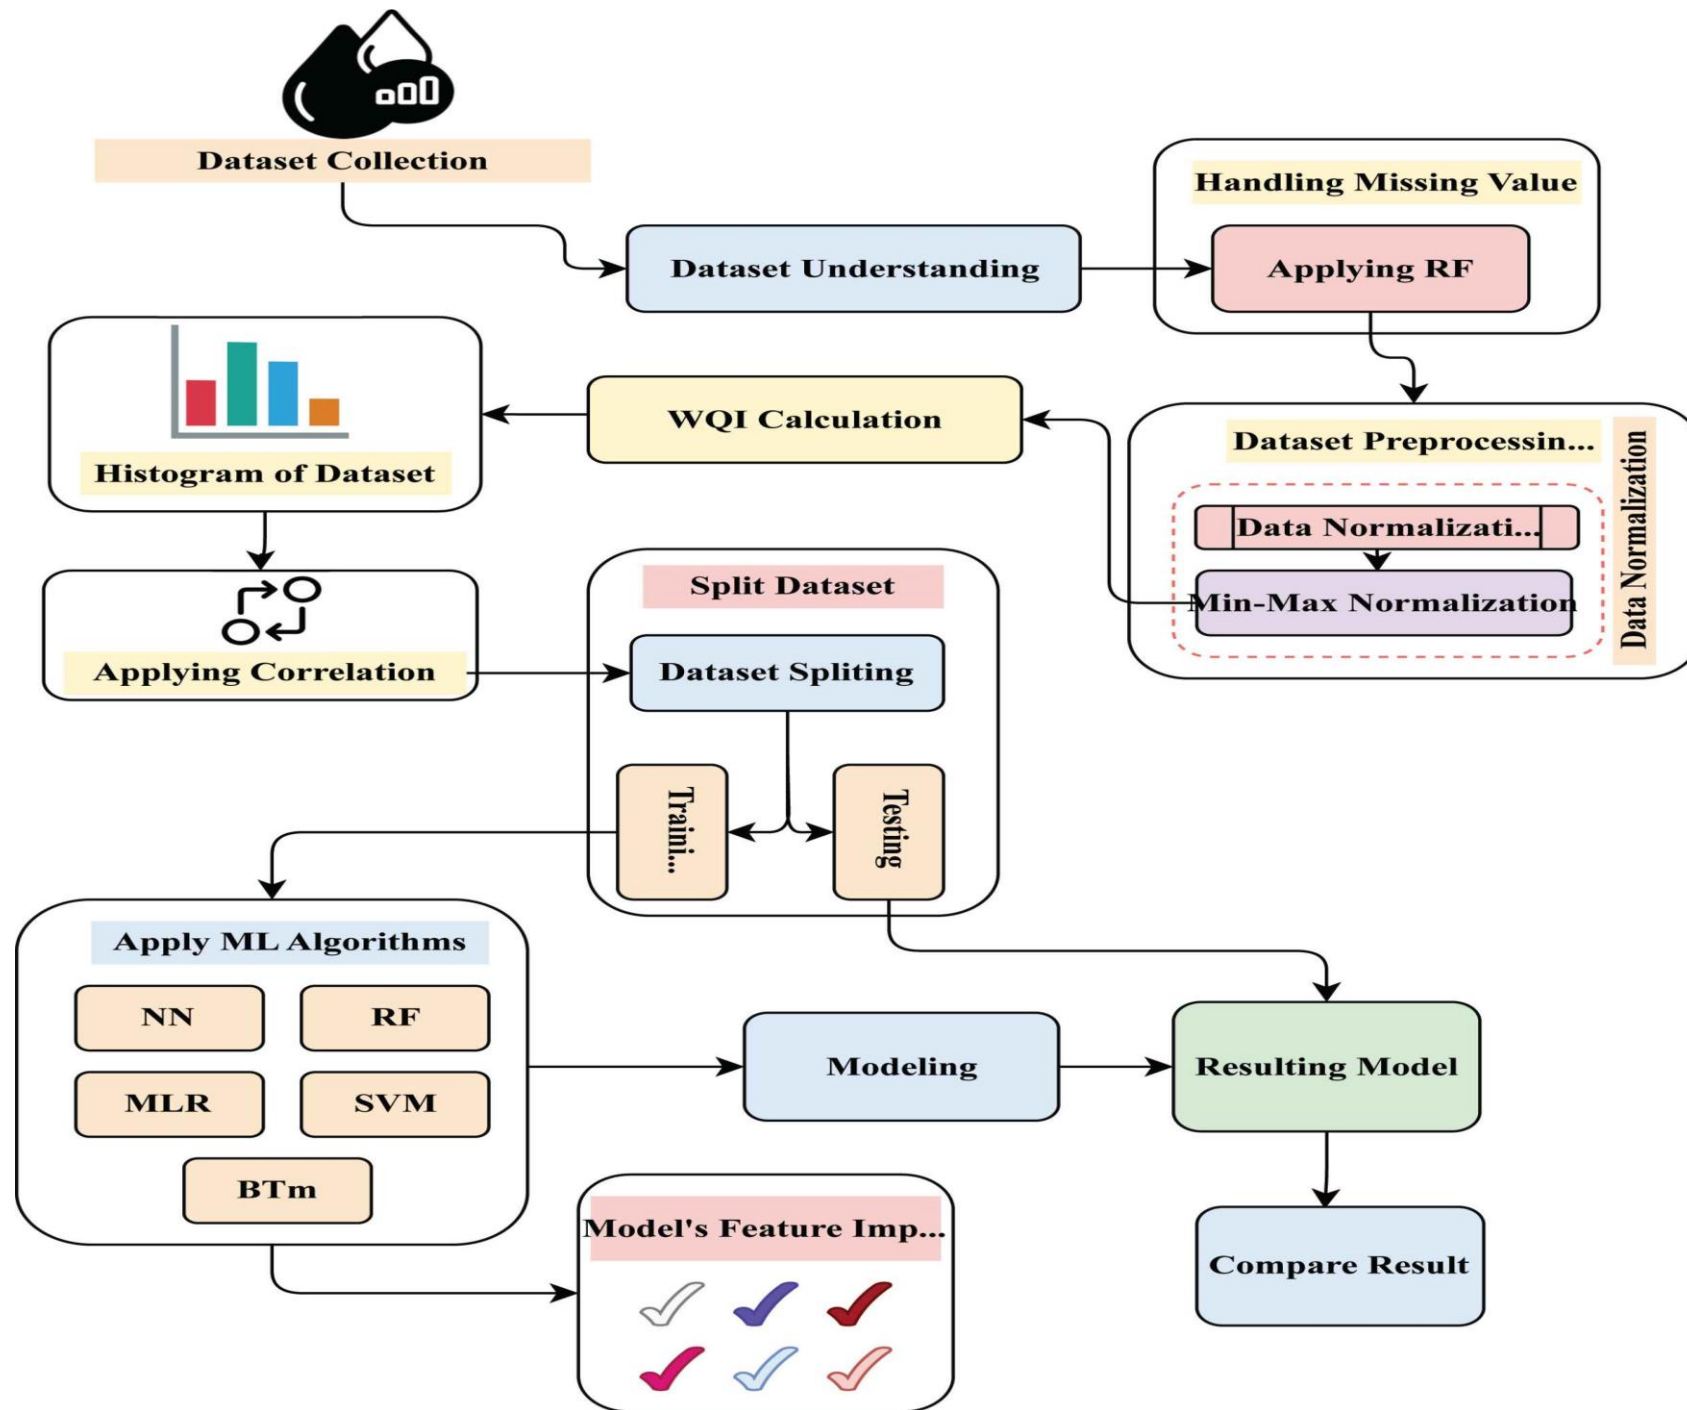 Dataset Collection
Handling Missing Value
Dataset Understanding
Applying RF
WQI Calculation
Histogram of Dataset
Dataset Preprocessin...
Data Normalization
Data Normalizati...
Min-Max Normalization
Applying Correlation
Split Dataset
Dataset Spliting
Traini...
Testing
Apply ML Algorithms
NN
RF
MLR
SVM
BTm
Modeling
Resulting Model
Model's Feature Imp...
Compare Result